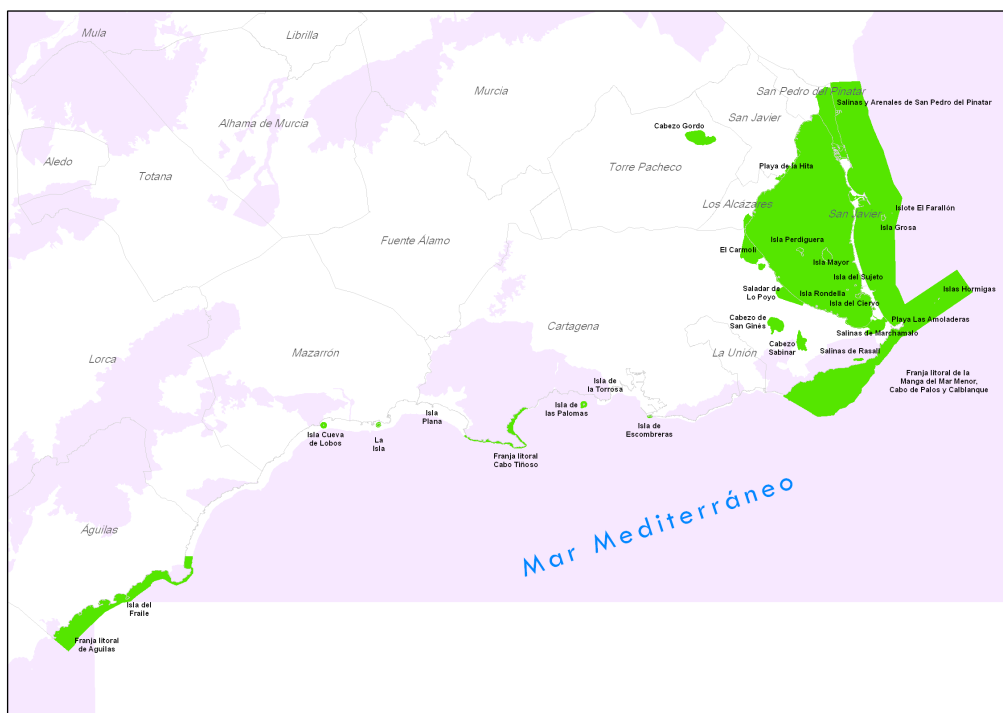 Mula
Librilla
Murcia
San Pedro del Pinatar
Salinas y Arenales de San Pedro del Pinatar
San Javier
Alhama de Murcia
Cabezo Gordo
Aledo
Totana
Torre Pacheco
Playa de la Hita
Los Alcázares
San Javier
Islote El Farallón
Isla Grosa
Fuente Álamo
Isla Perdiguera
El Carmolí
Isla Mayor
Isla del Sujeto
Saladar de
Lo Poyo
Isla Rondella
Isla del Ciervo
Islas Hormigas
Cabezo de
San Ginés
Playa Las Amoladeras
Salinas de Marchamalo
Cartagena
Cabezo
Sabinar
Salinas de Rasall
La Unión
Lorca
Mazarrón
Franja litoral de la
Manga del Mar Menor,
Cabo de Palos y Calblanque
Isla de
la Torrosa
Isla
Plana
Isla de
las Palomas
Isla de
Escombreras
Isla Cueva
de Lobos
La
Isla
Franja litoral
Cabo Tiñoso
Mar Mediterráneo
Aguilas
Isla del
Fraile
Franja litoral
de Aguilas